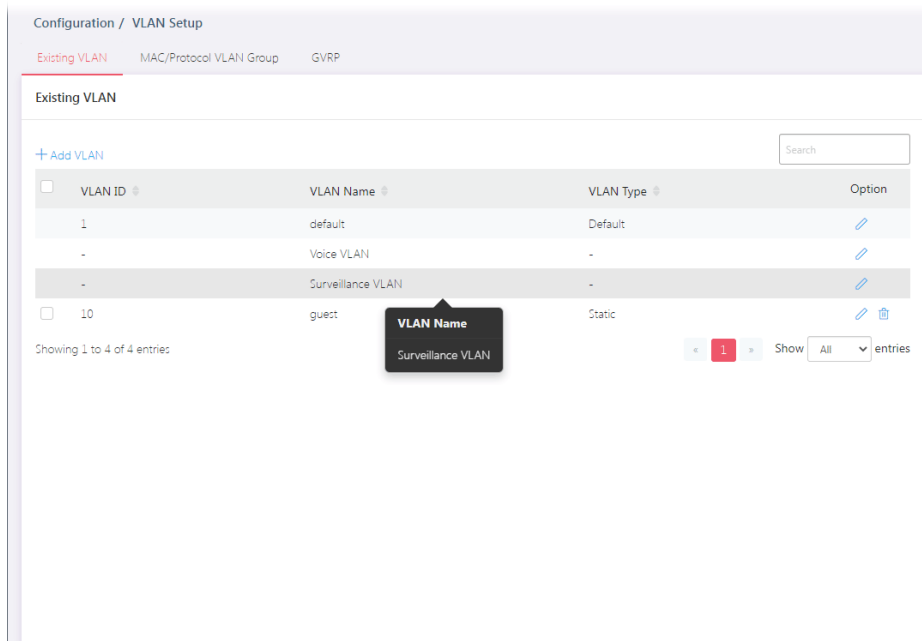 Configuration / VLAN Setup
Existing VLAN MAC/Protocol VLAN Group GVRP
Existing VLAN
+ Add VLAN Search
VLAN ID VLAN Name VLAN Type Option
1 default Default
- Voice VLAN -
- Surveillance VLAN -
10 guest Static
VLAN Name
Surveillance VLAN
Showing 1 to 4 of 4 entries « 1 » Show All entries